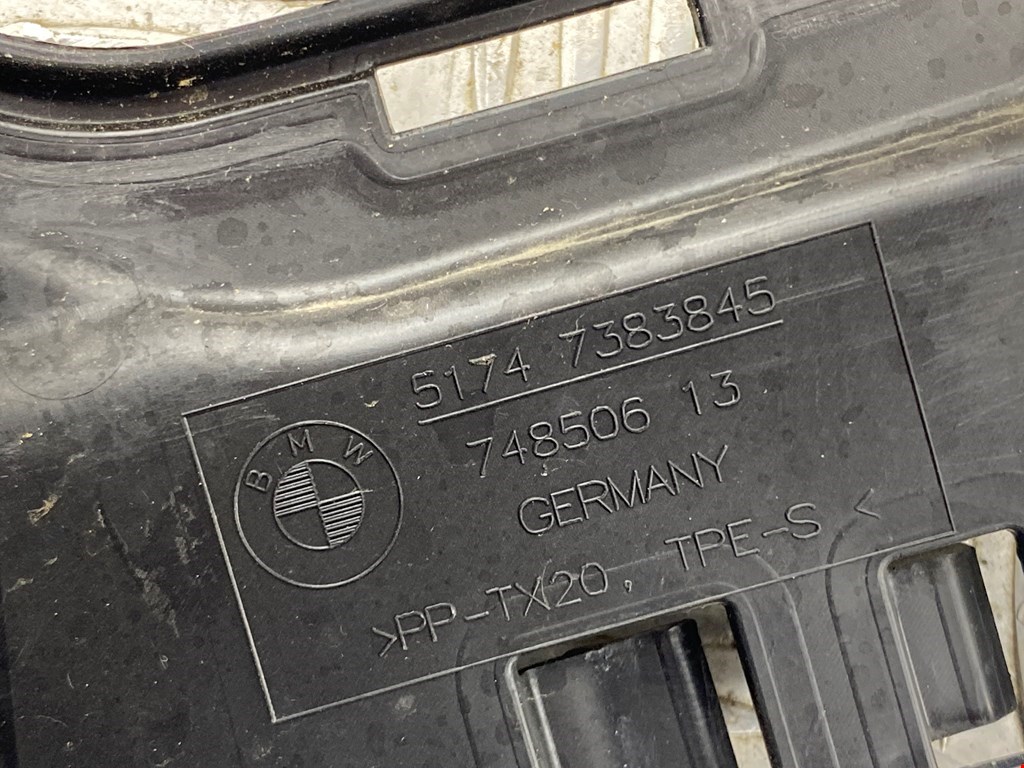 5174 7383845
748506 13
BMW
GERMANY
>PP-TX20, TPE-S <